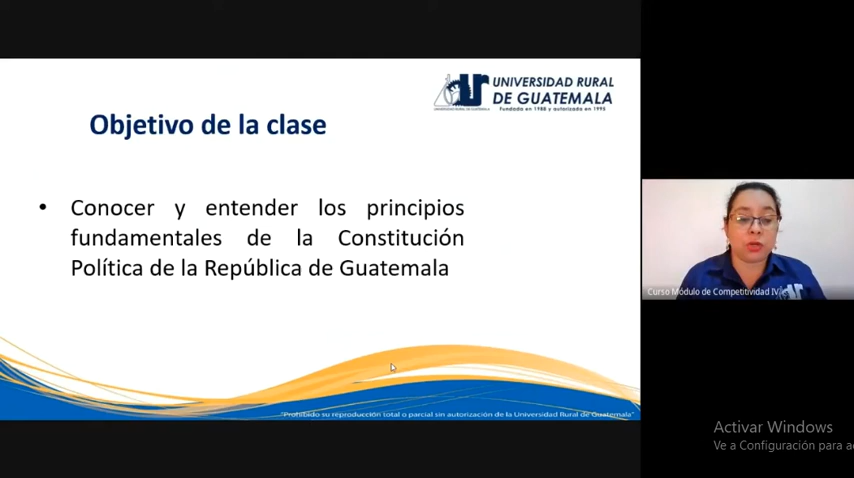 UNIVERSIDAD RURAL
DE GUATEMALA
Fundada en 1988 y autorizada en 1995
Objetivo de la clase
• Conocer y entender los principios
fundamentales de la Constitución
Política de la República de Guatemala
"Prohibido su reproducción total o parcial sin autorización de la Universidad Rural de Guatemala"
Curso Módulo de Competitividad IV
Activar Windows
Ve a Configuración para a